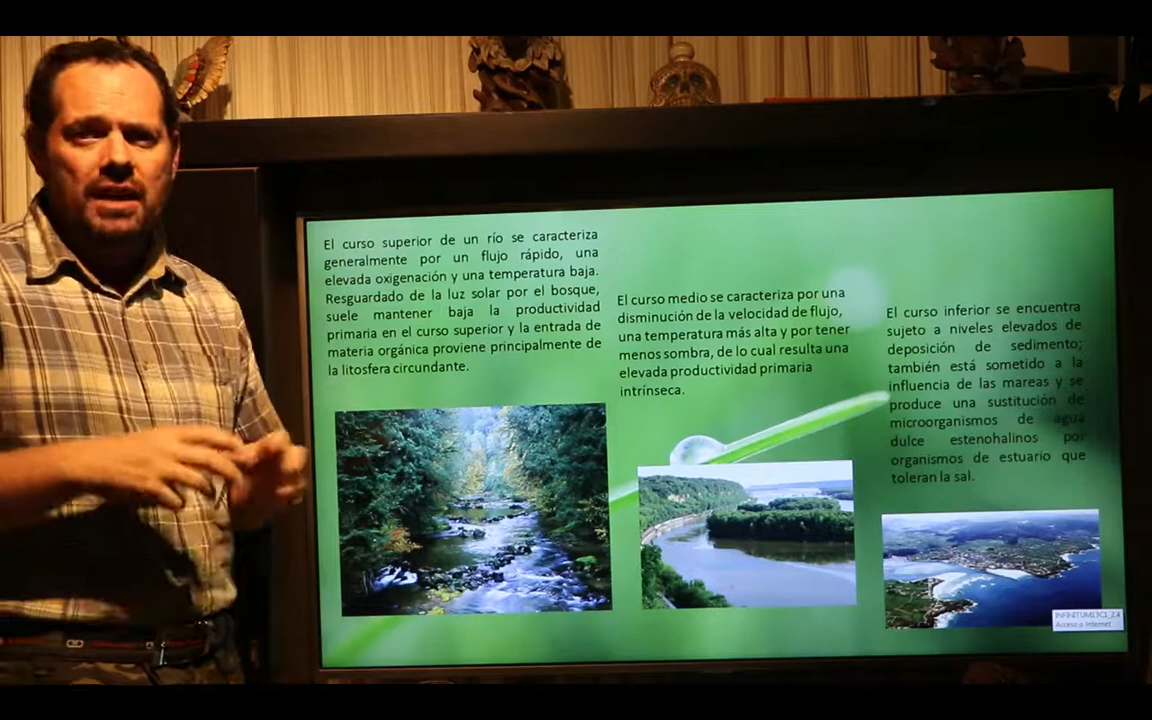 El curso superior de un río se caracteriza
generalmente por un flujo rápido, una
elevada oxigenación y una temperatura baja.
Resguardado de la luz solar por el bosque,
suele mantener baja la productividad
primaria en el curso superior y la entrada de
materia orgánica proviene principalmente de
la litosfera circundante.
El curso medio se caracteriza por una
disminución de la velocidad de flujo,
una temperatura más alta y por tener
menos sombra, de lo cual resulta una
elevada productividad primaria
intrínseca.
El curso inferior se encuentra
sujeto a niveles elevados de
deposición de sedimento;
también está sometido a la
influencia de las mareas y se
produce una sustitución de
microorganismos de agua
dulce estenohalinos por
organismos de estuario que
toleran la sal.
Acceso a Internet